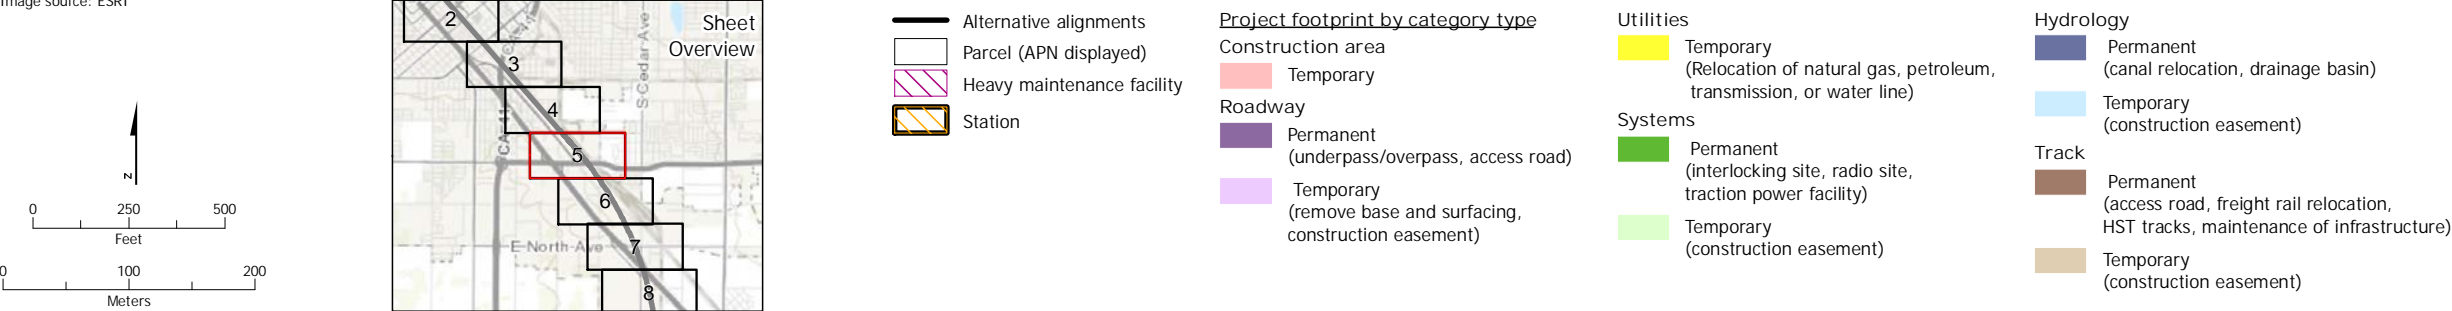 Image source: ESRI
N
0 250 500
Feet
0 100 200
Meters
Sheet
Overview
2
3
4
5
6
7
8
S Cedar Ave
CA-41
E North Ave
Alternative alignments
Parcel (APN displayed)
Heavy maintenance facility
Station
Project footprint by category type
Construction area
Temporary
Roadway
Permanent
(underpass/overpass, access road)
Temporary
(remove base and surfacing,
construction easement)
Utilities
Temporary
(Relocation of natural gas, petroleum,
transmission, or water line)
Systems
Permanent
(interlocking site, radio site,
traction power facility)
Temporary
(construction easement)
Hydrology
Permanent
(canal relocation, drainage basin)
Temporary
(construction easement)
Track
Permanent
(access road, freight rail relocation,
HST tracks, maintenance of infrastructure)
Temporary
(construction easement)